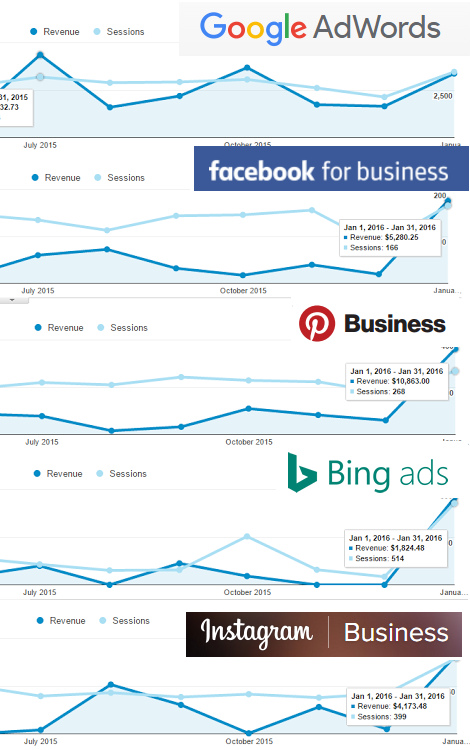 Revenue Sessions Google AdWords
31, 2015
32.73
2,500
July 2015 October 2015 Janua
facebook for business
Revenue Sessions
200
Jan 1, 2016 - Jan 31, 2016
Revenue: $5,280.25
Sessions: 166
July 2015 October 2015 Janua...
Business
Revenue Sessions
Jan 1, 2016 - Jan 31, 2016
Revenue: $10,863.00
Sessions: 268
July 2015 October 2015
Bing ads
Revenue Sessions
Jan 1, 2016 - Jan 31, 2016
Revenue: $1,824.48
Sessions: 514
July 2015 October 2015 Janua...
Revenue Sessions Instagram Business
Jan 1, 2016 - Jan 31, 2016
Revenue: $4,173.48
Sessions: 399
July 2015 October 2015 Janua...